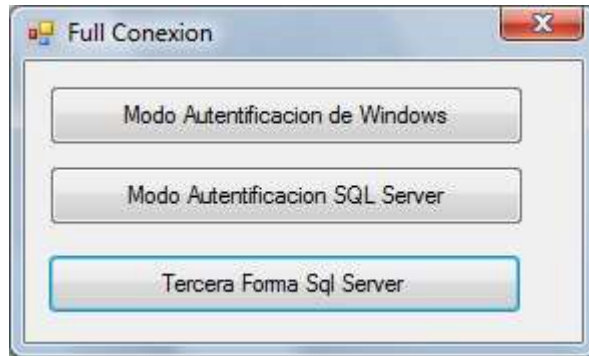 Full Conexion
Modo Autentificacion de Windows
Modo Autentificacion SQL Server
Tercera Forma Sql Server